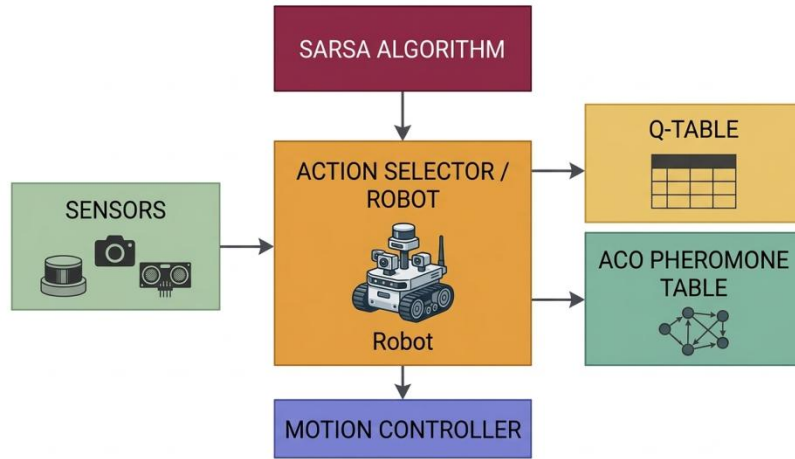 SARSA ALGORITHM
SENSORS
ACTION SELECTOR /
ROBOT
Robot
Q-TABLE
ACO PHEROMONE
TABLE
MOTION CONTROLLER